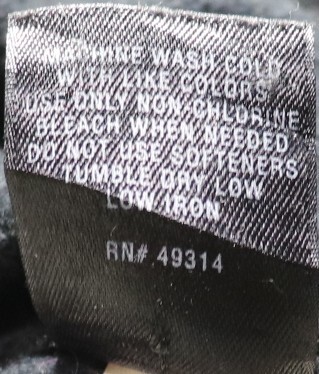 MACHINE WASH COLD
WITH LIKE COLORS
USE ONLY NON-CHLORINE
BLEACH WHEN NEEDED
DO NOT USE SOFTENERS
TUMBLE DRY LOW
LOW IRON
RN# 49314